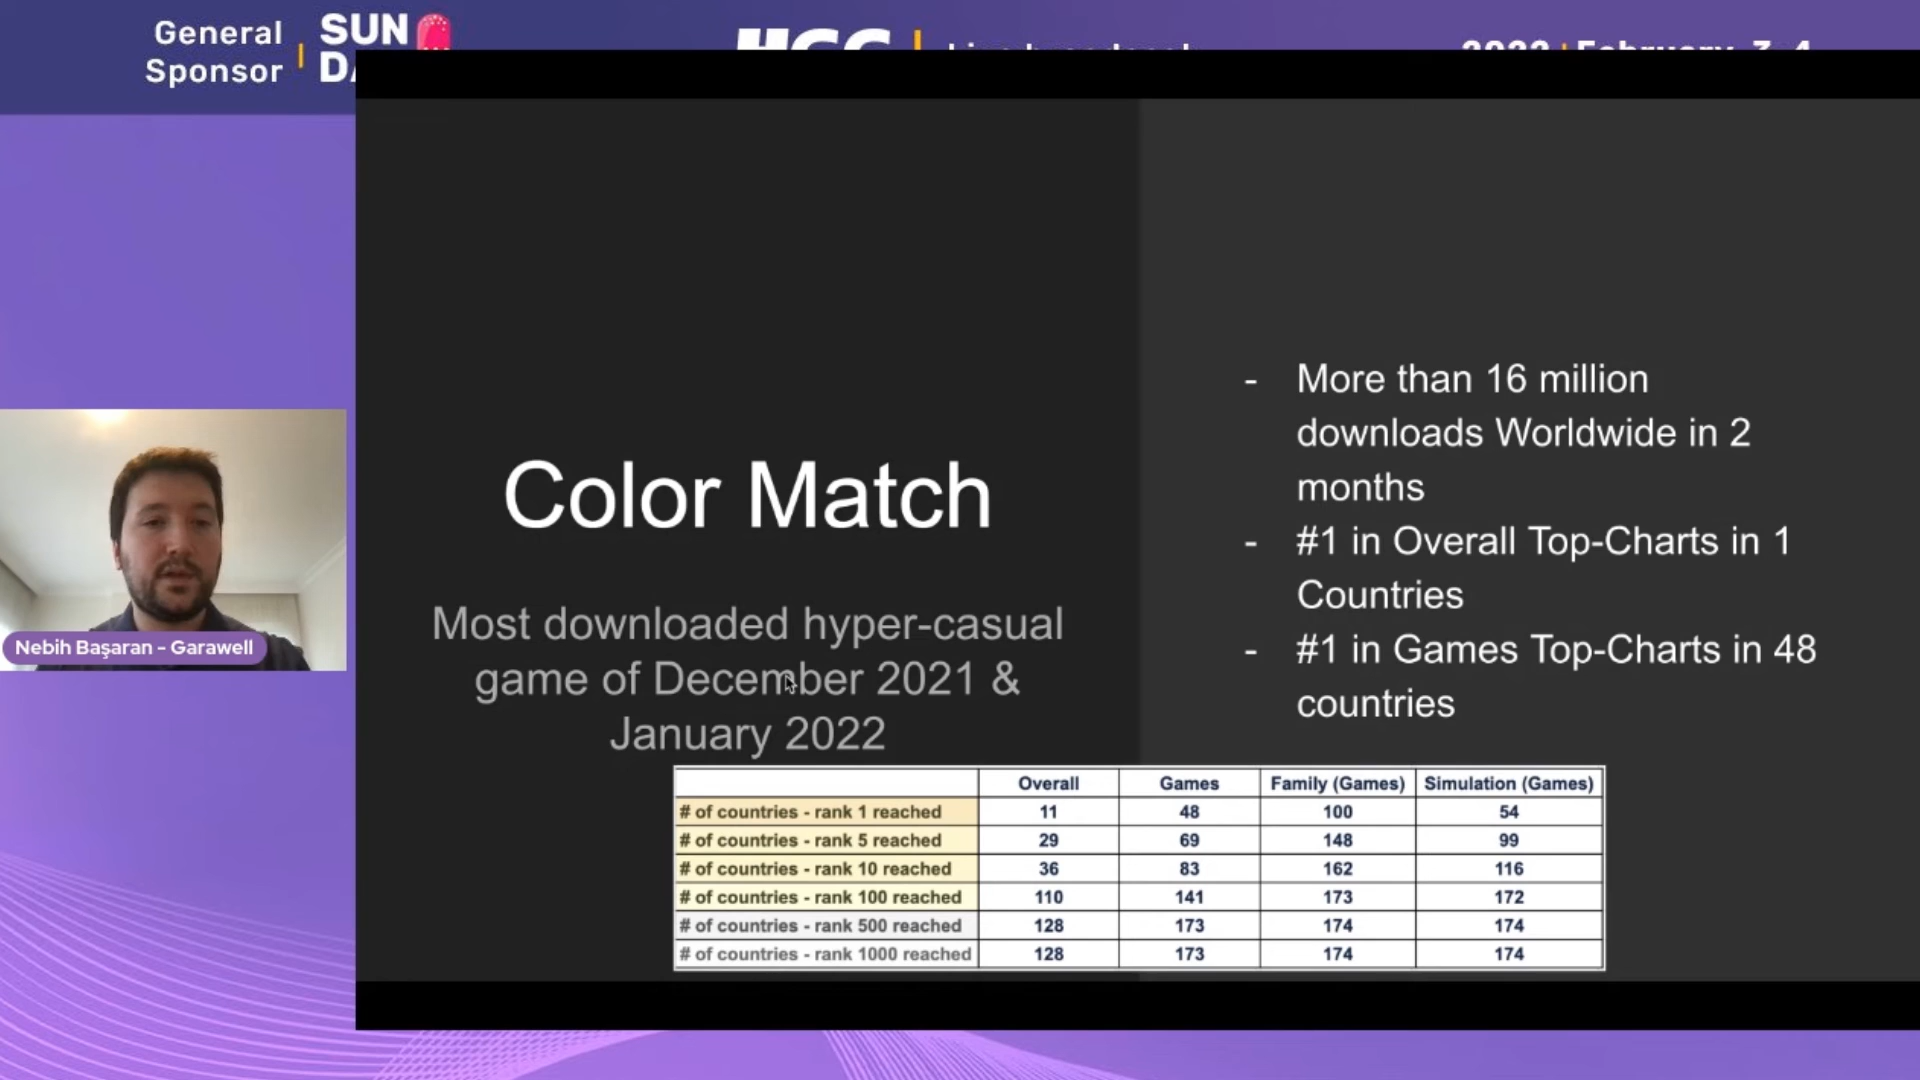 General
Sponsor
SUN
2022 February 3-4
Color Match
Most downloaded hyper-casual
game of December 2021 &
January 2022
- More than 16 million
downloads Worldwide in 2
months
- #1 in Overall Top-Charts in 1
Countries
- #1 in Games Top-Charts in 48
countries
Nebih Başaran - Garawell
Overall Games Family (Games) Simulation (Games)
# of countries - rank 1 reached 11 48 100 54
# of countries - rank 5 reached 29 69 148 99
# of countries - rank 10 reached 36 83 162 116
# of countries - rank 100 reached 110 141 173 172
# of countries - rank 500 reached 128 173 174 174
# of countries - rank 1000 reached 128 173 174 174